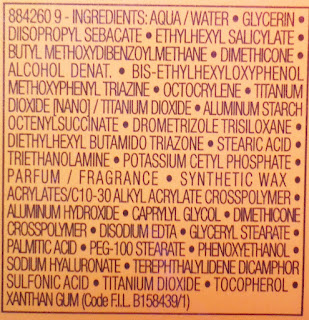 884260 9 - INGREDIENTS: AQUA / WATER • GLYCERIN •
DIISOPROPYL SEBACATE • ETHYLHEXYL SALICYLATE •
BUTYL METHOXYDIBENZOYLMETHANE • DIMETHICONE •
ALCOHOL DENAT. • BIS-ETHYLHEXYLOXYPHENOL
METHOXYPHENYL TRIAZINE • OCTOCRYLENE • TITANIUM
DIOXIDE [NANO] / TITANIUM DIOXIDE • ALUMINUM STARCH
OCTENYLSUCCINATE • DROMETRIZOLE TRISILOXANE •
DIETHYLHEXYL BUTAMIDO TRIAZONE • STEARIC ACID •
TRIETHANOLAMINE • POTASSIUM CETYL PHOSPHATE •
PARFUM / FRAGRANCE • SYNTHETIC WAX •
ACRYLATES/C10-30 ALKYL ACRYLATE CROSSPOLYMER
ALUMINUM HYDROXIDE • CAPRYLYL GLYCOL • DIMETHICONE
CROSSPOLYMER • DISODIUM EDTA • GLYCERYL STEARATE •
PALMITIC ACID • PEG-100 STEARATE • PHENOXYETHANOL •
SODIUM HYALURONATE • TEREPHTHALYLIDENE DICAMPHOR
SULFONIC ACID • TITANIUM DIOXIDE • TOCOPHEROL •
XANTHAN GUM (Code F.I.L. B158439/1)